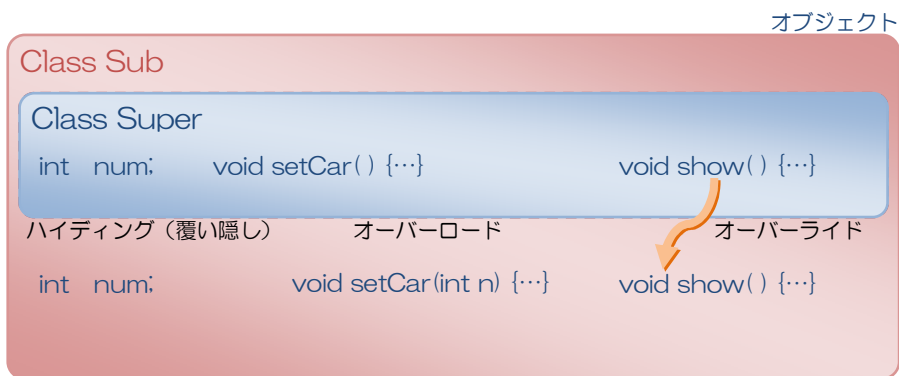 オブジェクト
Class Sub
Class Super
int num; void setCar( ) {…} void show( ) {…}
ハイディング（覆い隠し） オーバーロード オーバーライド
int num; void setCar(int n) {…} void show( ) {…}